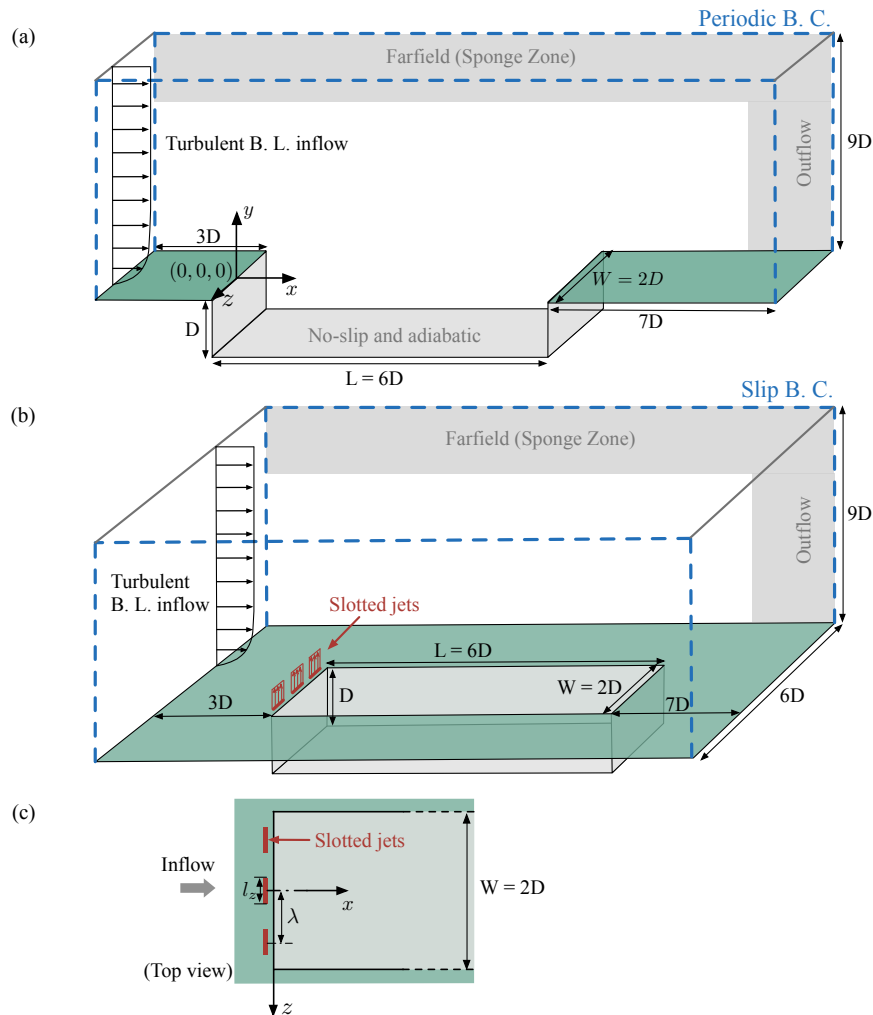 (a)
Periodic B. C.
Farfield (Sponge Zone)
Turbulent B. L. inflow
9D
Outflow
y
3D
(0, 0, 0)
x
z
W = 2D
D
No-slip and adiabatic
7D
L = 6D
(b)
Slip B. C.
Farfield (Sponge Zone)
9D
Outflow
Turbulent
B. L. inflow
Slotted jets
L = 6D
W = 2D
D
3D
7D
6D
(c)
Slotted jets
Inflow
l_z
x
W = 2D
λ
(Top view)
z